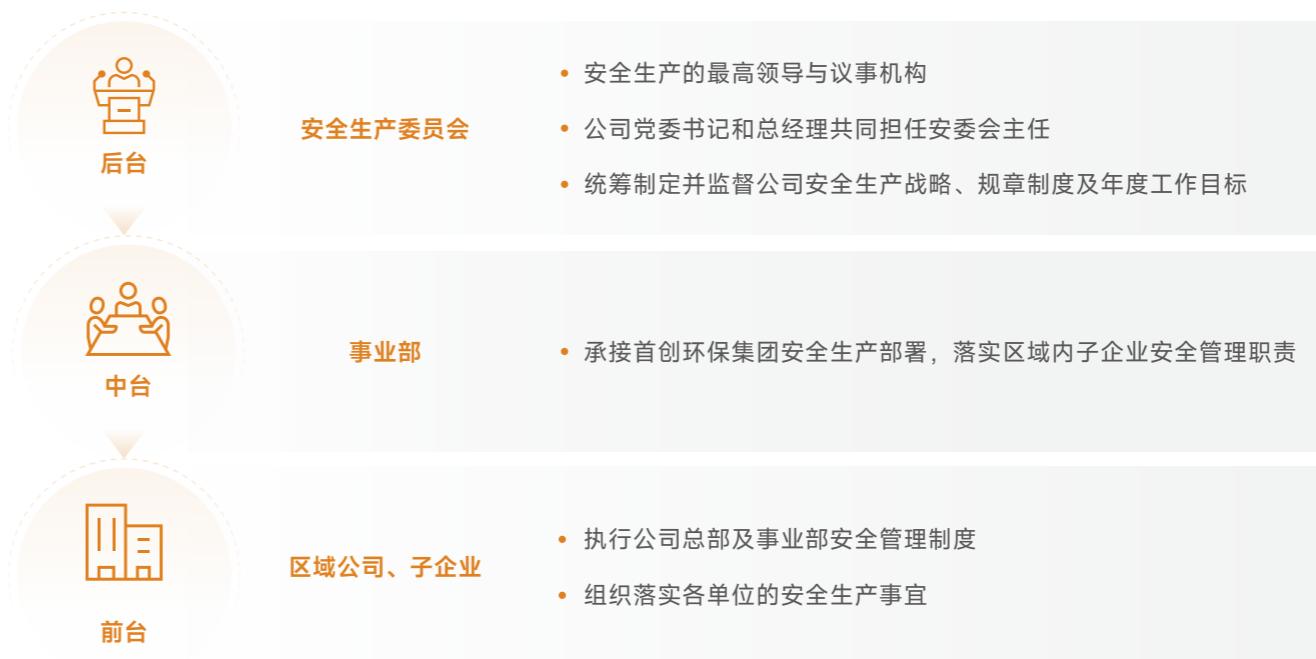 后台
安全生产委员会
• 安全生产的最高领导与议事机构
• 公司党委书记和总经理共同担任安委会主任
• 统筹制定并监督公司安全生产战略、规章制度及年度工作目标
中台
事业部
• 承接首创环保集团安全生产部署，落实区域内子企业安全管理职责
前台
区域公司、子企业
• 执行公司总部及事业部安全管理制度
• 组织落实各单位的安全生产事宜